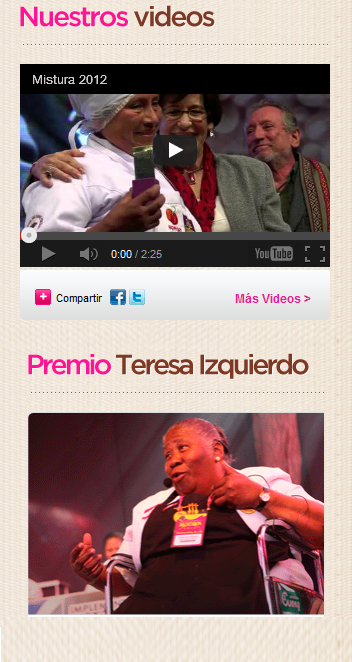 Nuestros videos
Mistura 2012
0:00 / 2:25
YouTube
Compartir
Más Videos >
Premio Teresa Izquierdo